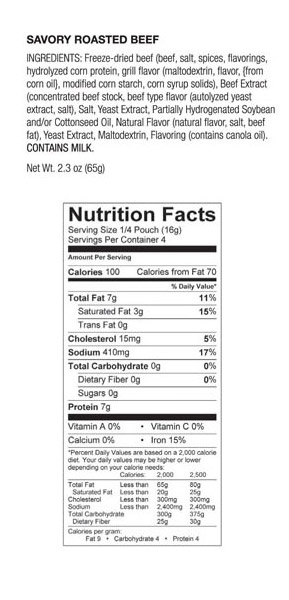 SAVORY ROASTED BEEF
INGREDIENTS: Freeze-dried beef (beef, salt, spices, flavorings,
hydrolyzed corn protein, grill flavor (maltodextrin, flavor, {from
corn oil}, modified corn starch, corn syrup solids), Beef Extract
(concentrated beef stock, beef type flavor (autolyzed yeast
extract, salt), Salt, Yeast Extract, Partially Hydrogenated Soybean
and/or Cottonseed Oil, Natural Flavor (natural flavor, salt, beef
fat), Yeast Extract, Maltodextrin, Flavoring (contains canola oil).
CONTAINS MILK.
Net Wt. 2.3 oz (65g)
Nutrition Facts
Serving Size 1/4 Pouch (16g)
Servings Per Container 4
Amount Per Serving
Calories 100 Calories from Fat 70
% Daily Value*
Total Fat 7g 11%
Saturated Fat 3g 15%
Trans Fat 0g
Cholesterol 15mg 5%
Sodium 410mg 17%
Total Carbohydrate 0g 0%
Dietary Fiber 0g 0%
Sugars 0g
Protein 7g
Vitamin A 0% • Vitamin C 0%
Calcium 0% • Iron 15%
*Percent Daily Values are based on a 2,000 calorie
diet. Your daily values may be higher or lower
depending on your calorie needs:
Calories: 2,000 2,500
Total Fat Less than 65g 80g
Saturated Fat Less than 20g 25g
Cholesterol Less than 300mg 300mg
Sodium Less than 2,400mg 2,400mg
Total Carbohydrate 300g 375g
Dietary Fiber 25g 30g
Calories per gram:
Fat 9 • Carbohydrate 4 • Protein 4